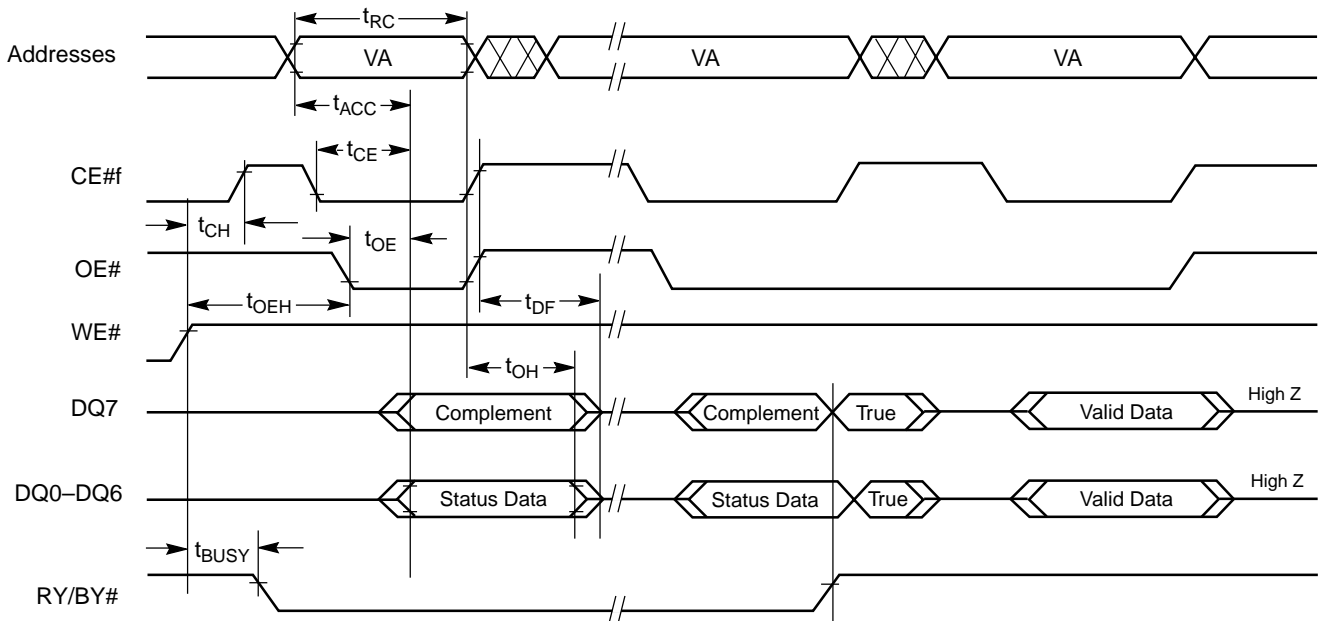 tRC
Addresses VA VA VA
tACC
tCE
CE#f
tCH tOE
OE#
tOEH tDF
WE#
tOH
DQ7 Complement Complement True Valid Data High Z
DQ0–DQ6 Status Data Status Data True Valid Data High Z
tBUSY
RY/BY#